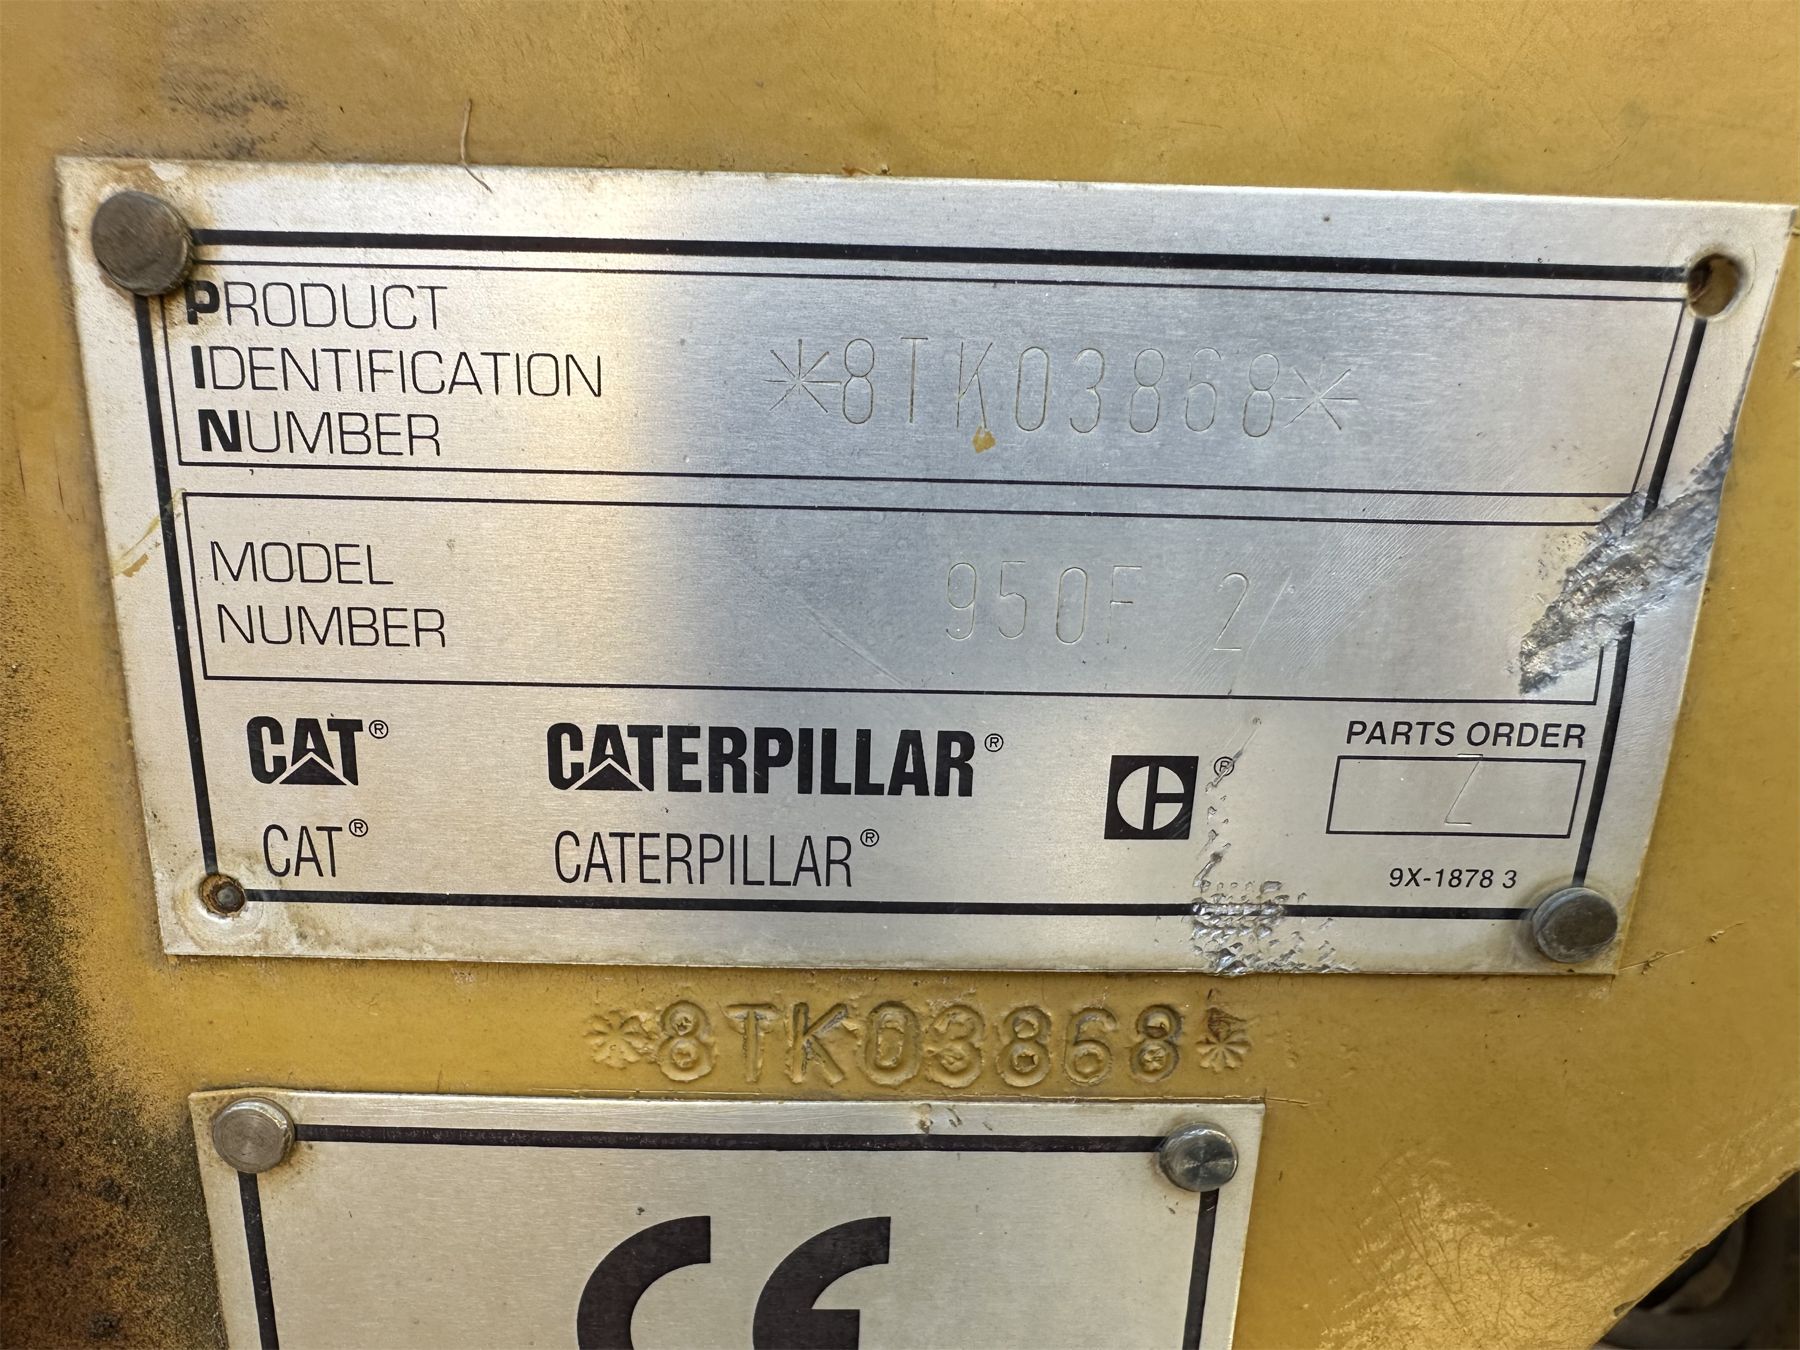 PRODUCT
IDENTIFICATION
NUMBER
*8TK03868*
MODEL
NUMBER
950F 2
CAT® CATERPILLAR® ®
CAT® CATERPILLAR®
PARTS ORDER
Z
9X-1878 3
*8TK03868*
CE